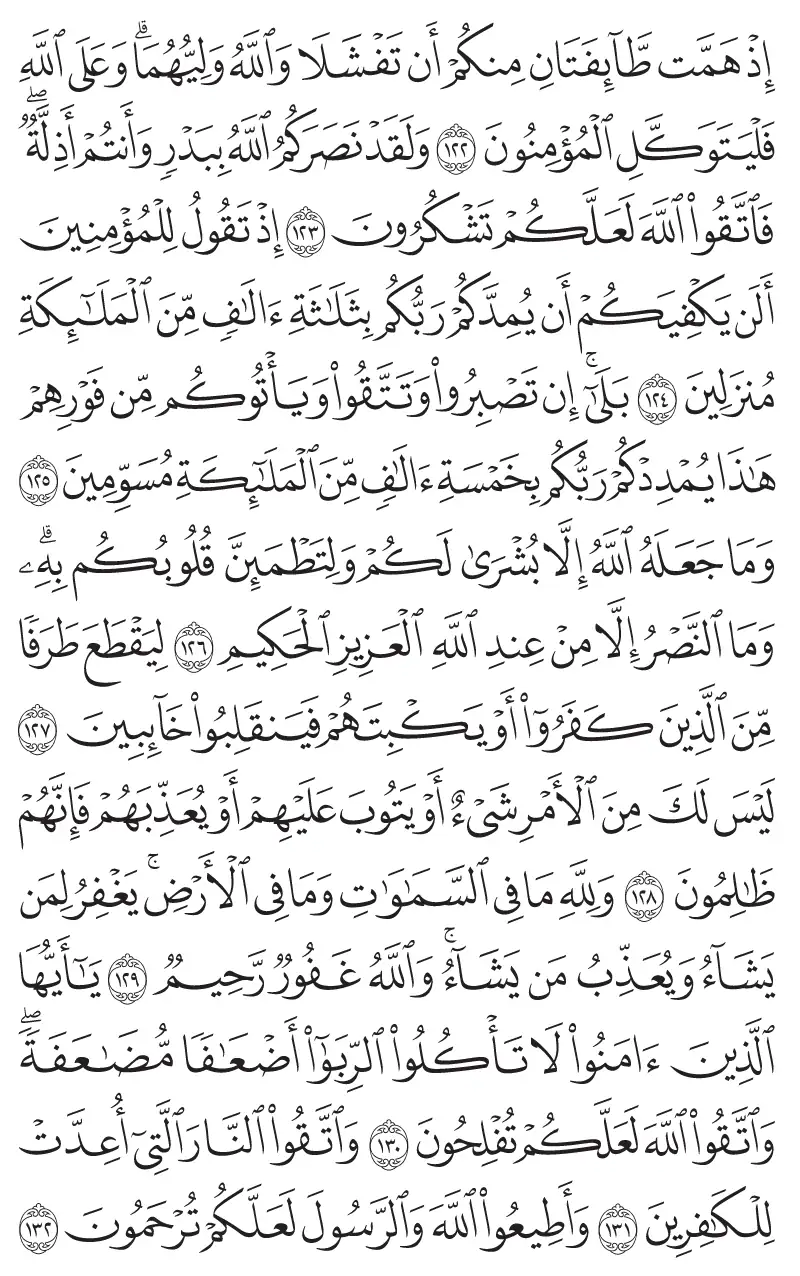 إِذْ هَمَّت طَّآئِفَتَانِ مِنكُمْ أَن تَفْشَلَا وَٱللَّهُ وَلِيُّهُمَا ۗ وَعَلَى ٱللَّهِ
فَلْيَتَوَكَّلِ ٱلْمُؤْمِنُونَ ١٢٢ وَلَقَدْ نَصَرَكُمُ ٱللَّهُ بِبَدْرٍ وَأَنتُمْ أَذِلَّةٌ ۖ
فَٱتَّقُوا۟ ٱللَّهَ لَعَلَّكُمْ تَشْكُرُونَ ١٢٣ إِذْ تَقُولُ لِلْمُؤْمِنِينَ
أَلَن يَكْفِيَكُمْ أَن يُمِدَّكُمْ رَبُّكُم بِثَلَـٰثَةِ ءَالَـٰفٍ مِّنَ ٱلْمَلَـٰٓئِكَةِ
مُنزَلِينَ ١٢٤ بَلَىٰٓ ۚ إِن تَصْبِرُوا۟ وَتَتَّقُوا۟ وَيَأْتُوكُم مِّن فَوْرِهِمْ
هَـٰذَا يُمْدِدْكُمْ رَبُّكُم بِخَمْسَةِ ءَالَـٰفٍ مِّنَ ٱلْمَلَـٰٓئِكَةِ مُسَوِّمِينَ ١٢٥
وَمَا جَعَلَهُ ٱللَّهُ إِلَّا بُشْرَىٰ لَكُمْ وَلِتَطْمَئِنَّ قُلُوبُكُم بِهِۦ ۗ
وَمَا ٱلنَّصْرُ إِلَّا مِنْ عِندِ ٱللَّهِ ٱلْعَزِيزِ ٱلْحَكِيمِ ١٢٦ لِيَقْطَعَ طَرَفًا
مِّنَ ٱلَّذِينَ كَفَرُوٓا۟ أَوْ يَكْبِتَهُمْ فَيَنقَلِبُوا۟ خَآئِبِينَ ١٢٧
لَيْسَ لَكَ مِنَ ٱلْأَمْرِ شَىْءٌ أَوْ يَتُوبَ عَلَيْهِمْ أَوْ يُعَذِّبَهُمْ فَإِنَّهُمْ
ظَـٰلِمُونَ ١٢٨ وَلِلَّهِ مَا فِى ٱلسَّمَـٰوَٰتِ وَمَا فِى ٱلْأَرْضِ ۚ يَغْفِرُ لِمَن
يَشَآءُ وَيُعَذِّبُ مَن يَشَآءُ ۚ وَٱللَّهُ غَفُورٌ رَّحِيمٌ ١٢٩ يَـٰٓأَيُّهَا
ٱلَّذِينَ ءَامَنُوا۟ لَا تَأْكُلُوا۟ ٱلرِّبَوٰٓا۟ أَضْعَـٰفًا مُّضَـٰعَفَةً ۖ
وَٱتَّقُوا۟ ٱللَّهَ لَعَلَّكُمْ تُفْلِحُونَ ١٣٠ وَٱتَّقُوا۟ ٱلنَّارَ ٱلَّتِىٓ أُعِدَّتْ
لِلْكَـٰفِرِينَ ١٣١ وَأَطِيعُوا۟ ٱللَّهَ وَٱلرَّسُولَ لَعَلَّكُمْ تُرْحَمُونَ ١٣٢